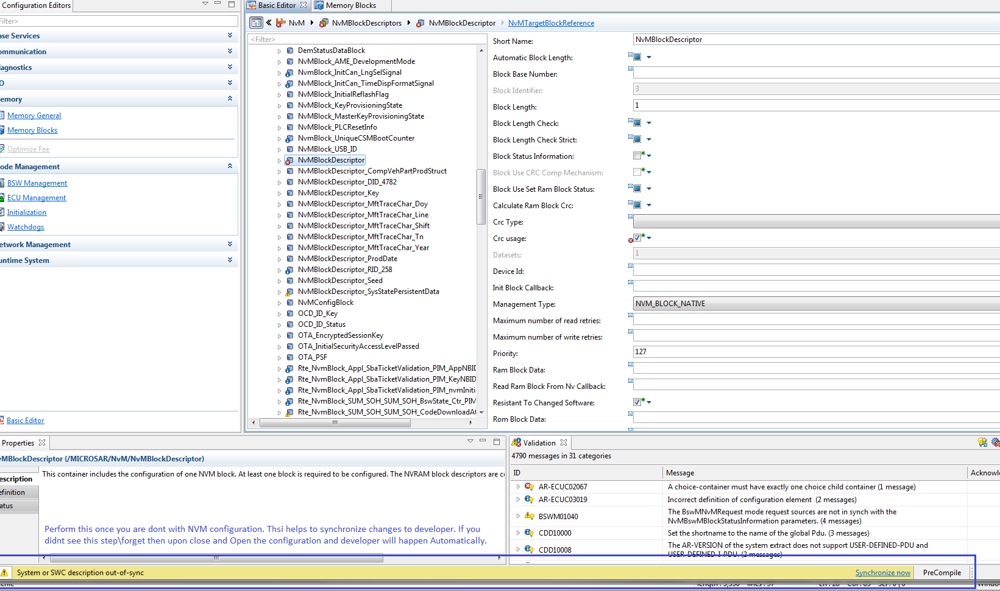 Configuration Editors
Basic Editor
Memory Blocks
Filter>
ase Services
ommunication
iagnostics
O
emory
Memory General
Memory Blocks
Optimize Fee
ode Management
BSW Management
ECU Management
Initialization
Watchdogs
etwork Management
untime System
Basic Editor
NvM
NvMBlockDescriptors
NvMBlockDescriptor
NvMTargetBlockReference
<Filter>
DemStatusDataBlock
NvMBlock_AME_DevelopmentMode
NvmBlock_InitCan_LngSelSignal
NvmBlock_InitCan_TimeDispFormatSignal
NvMBlock_InitialReflashFlag
NvMBlock_KeyProvisioningState
NvMBlock_MasterKeyProvisioningState
NvMBlock_PLCResetInfo
NvmBlock_UniqueCSMBootCounter
NvMBlock_USB_ID
NvMBlockDescriptor
NvMBlockDescriptor_CompVehPartProdStruct
NvMBlockDescriptor_DID_4782
NvMBlockDescriptor_Key
NvMBlockDescriptor_MftTraceChar_Doy
NvMBlockDescriptor_MftTraceChar_Line
NvMBlockDescriptor_MftTraceChar_Shift
NvMBlockDescriptor_MftTraceChar_Tn
NvMBlockDescriptor_MftTraceChar_Year
NvMBlockDescriptor_ProdDate
NvMBlockDescriptor_RID_258
NvMBlockDescriptor_Seed
NvMBlockDescriptor_SysStatePersistentData
NvMConfigBlock
OCD_ID_Key
OCD_ID_Status
OTA_EncryptedSessionKey
OTA_InitialSecurityAccessLevelPassed
OTA_PSF
Rte_NvmBlock_Appl_SbaTicketValidation_PIM_AppNBID
Rte_NvmBlock_Appl_SbaTicketValidation_PIM_KeyNBID
Rte_NvmBlock_Appl_SbaTicketValidation_PIM_nvmIniti
Rte_NvmBlock_SUM_SOH_SUM_SOH_BswState_Ctr_PIM
Rte_NvmBlock_SUM_SOH_SUM_SOH_CodeDownloadAt
Short Name: NvMBlockDescriptor
Automatic Block Length:
Block Base Number:
Block Identifier: 3
Block Length: 1
Block Length Check:
Block Length Check Strict:
Block Status Information:
Block Use CRC Comp Mechanism:
Block Use Set Ram Block Status:
Calculate Ram Block Crc:
Crc Type:
Crc usage:
Datasets: 1
Device Id:
Init Block Callback:
Management Type: NVM_BLOCK_NATIVE
Maximum number of read retries:
Maximum number of write retries:
Priority: 127
Ram Block Data:
Read Ram Block From Nv Callback:
Resistant To Changed Software:
Rom Block Data:
Properties
vMBlockDescriptor (/MICROSAR/NvM/NvMBlockDescriptor)
escription
efinition
atus
This container includes the configuration of one NVM block. At least one block is required to be configured. The NVRAM block descriptors are c
Perform this once you are dont with NVM configuration. Thsi helps to synchronize changes to developer. If you
didnt see this step\forget then upon close and Open the configuration and developer will happen Automatically.
Validation
4790 messages in 31 categories
ID Message Acknowle
AR-ECUC02067 A choice-container must have exactly one choice child container (1 message)
AR-ECUC03019 Incorrect definition of configuration element (2 messages)
BSWM01040 The BswMNvMRequest mode request sources are not in synch with the
NvMBswMBlockStatusInformation parameters. (4 messages)
CDD10000 Set the shortname to the name of the global Pdu. (3 messages)
CDD10008 The AR-VERSION of the system extract does not support USER-DEFINED-PDU and
USER-DEFINED-I-PDU. (2 messages)
System or SWC description out-of-sync
Synchronize now
PreCompile